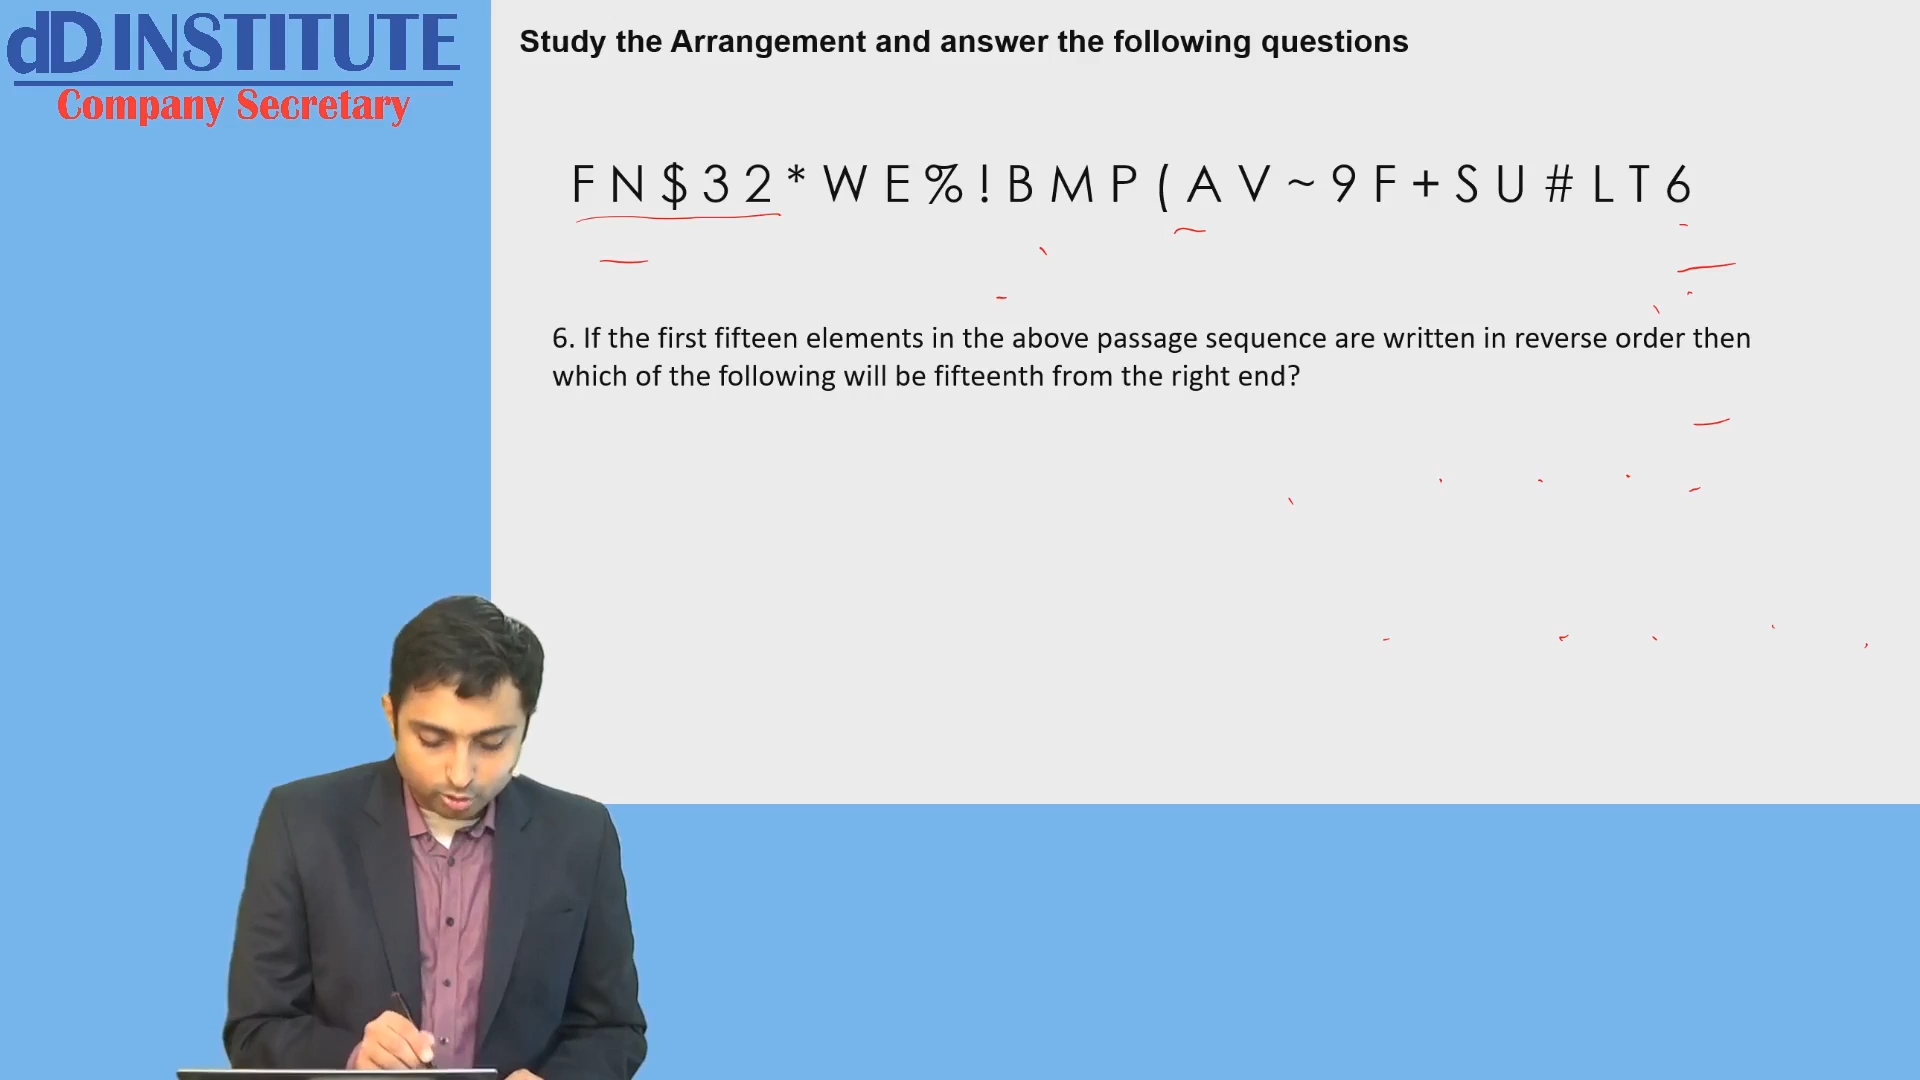 dD INSTITUTE
Company Secretary
Study the Arrangement and answer the following questions
F N $ 3 2 * W E % ! B M P ( A V ~ 9 F + S U # L T 6
6. If the first fifteen elements in the above passage sequence are written in reverse order then
which of the following will be fifteenth from the right end?